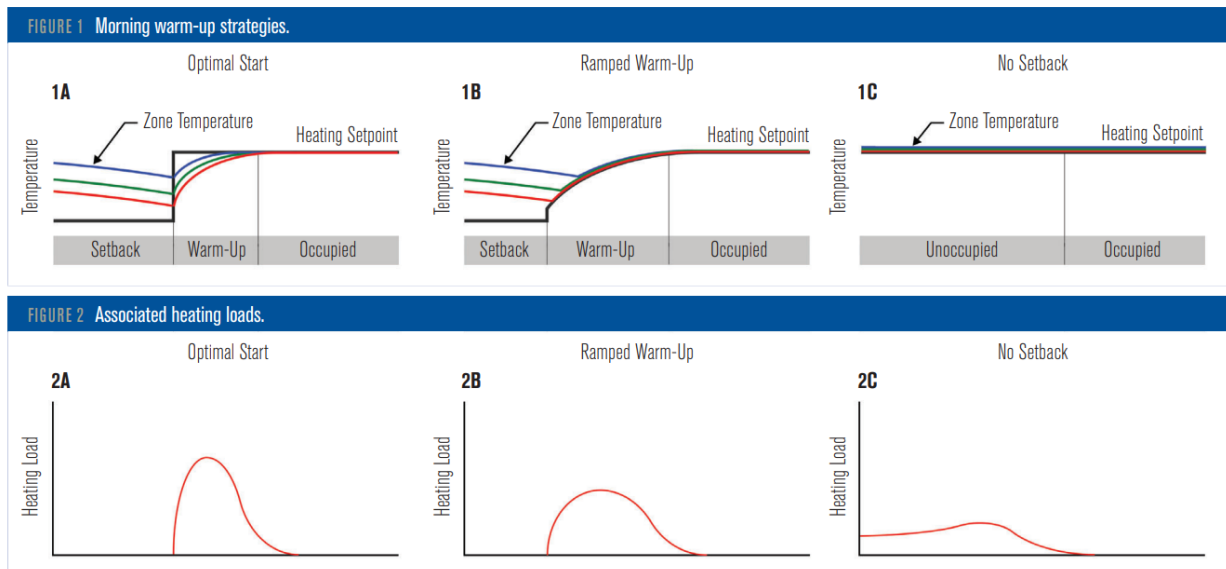 FIGURE 1 Morning warm-up strategies.
Optimal Start
Ramped Warm-Up
No Setback
1A
1B
1C
Zone Temperature
Heating Setpoint
Temperature
Setback
Warm-Up
Occupied
Zone Temperature
Heating Setpoint
Temperature
Setback
Warm-Up
Occupied
Zone Temperature
Heating Setpoint
Temperature
Unoccupied
Occupied
FIGURE 2 Associated heating loads.
Optimal Start
Ramped Warm-Up
No Setback
2A
2B
2C
Heating Load
Heating Load
Heating Load